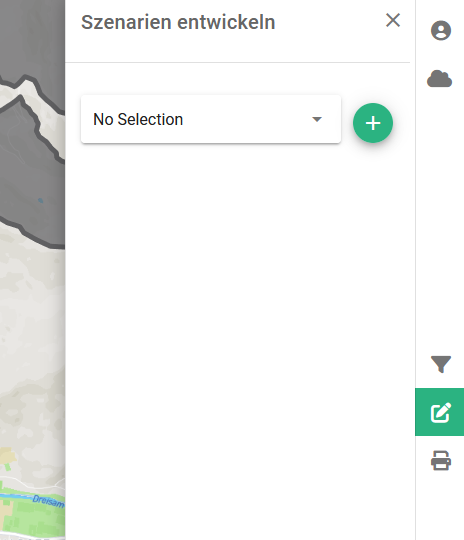 Szenarien entwickeln
No Selection
Dreisam